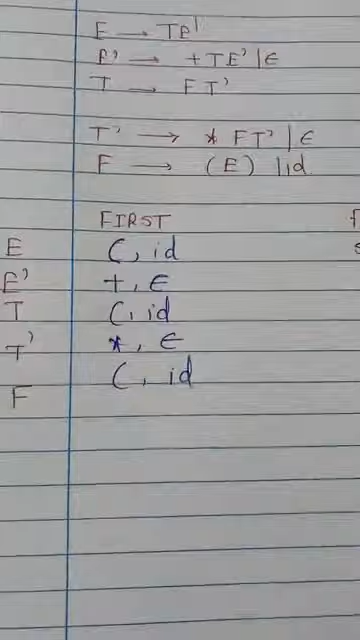 E → TE'
E' → + TE' | ε
T → FT'
T' → * FT' | ε
F → (E) | id
FIRST
E (, id
E' +, ε
T (, id
T' *, ε
F (, id